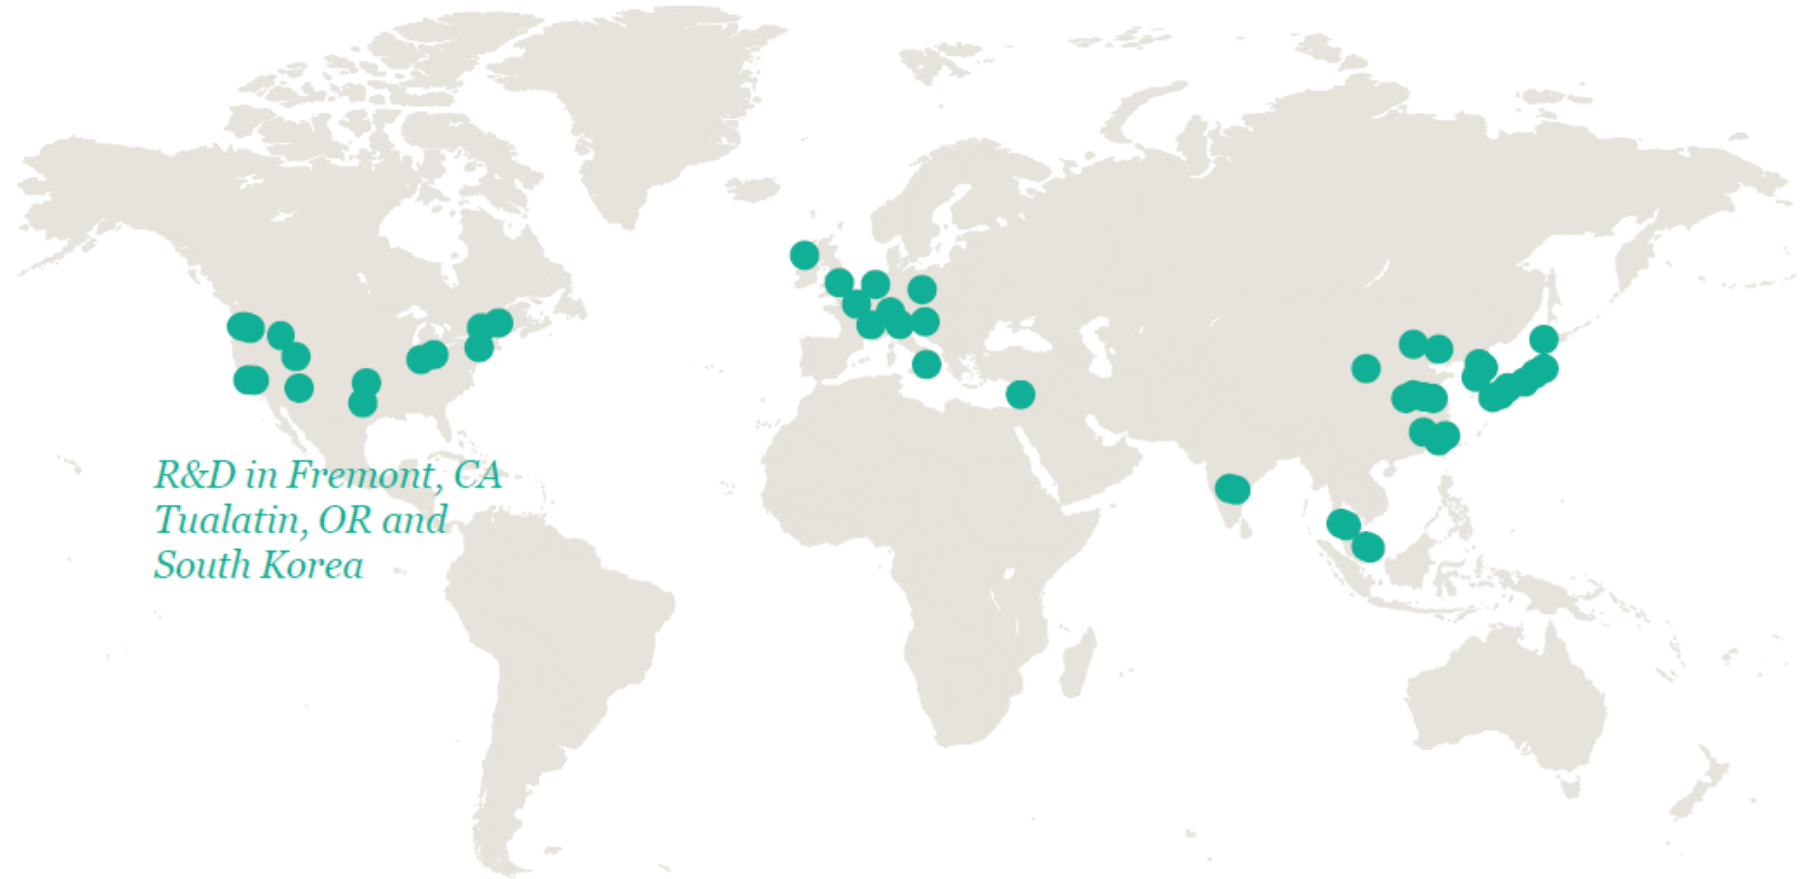 R&D in Fremont, CA
Tualatin, OR and
South Korea